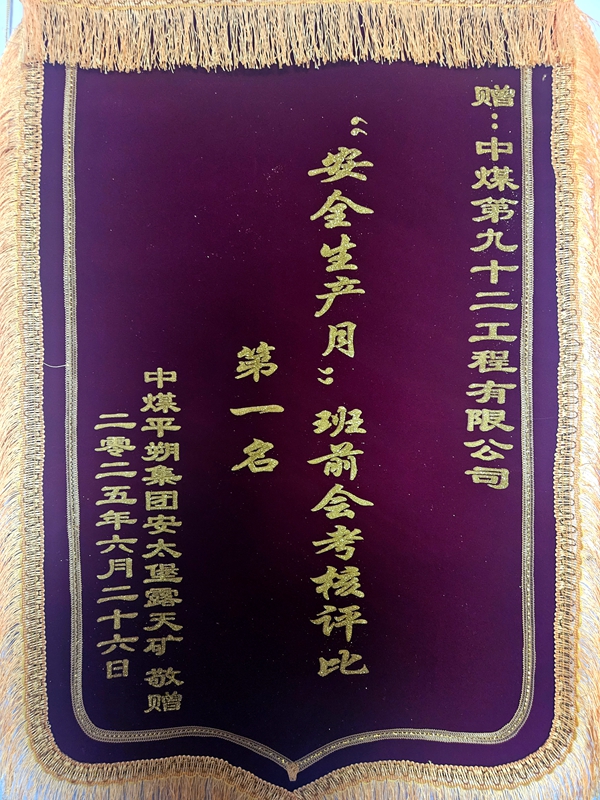 赠：中煤第九十二工程有限公司
“安全生产月”班前会考核评比
第一名
中煤平朔集团安太堡露天矿 敬赠
二零二五年六月二十六日